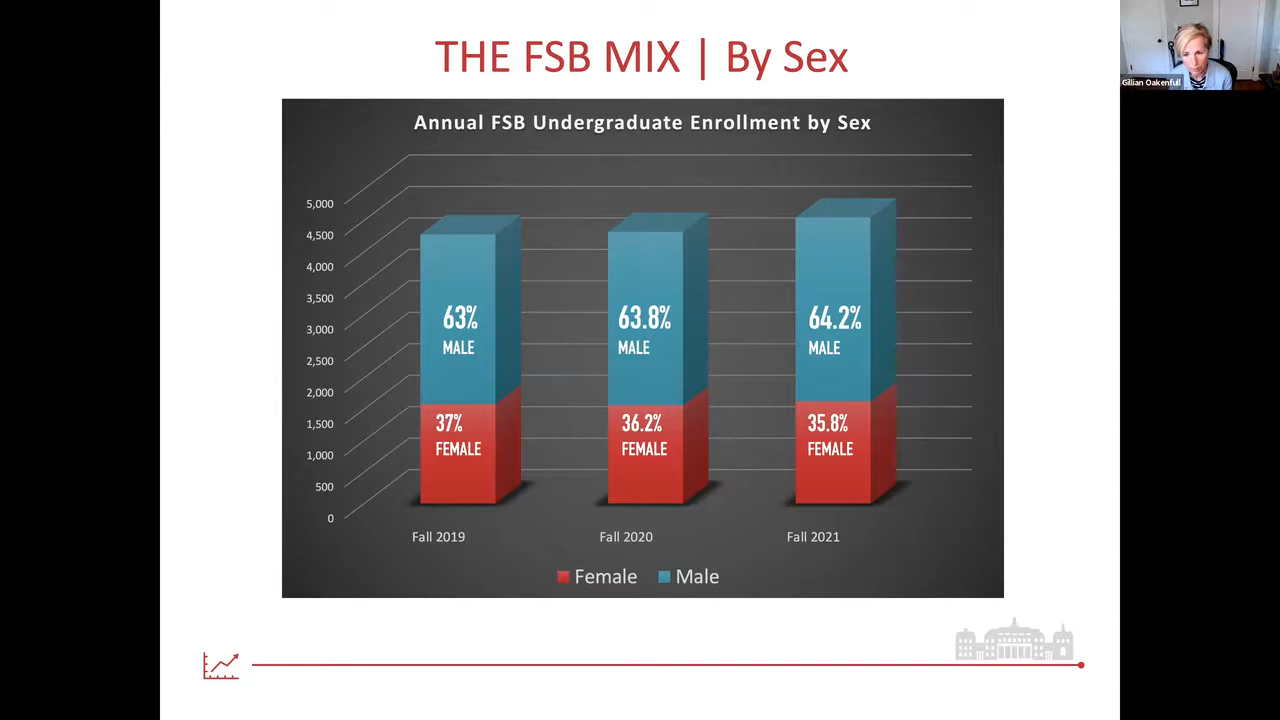 THE FSB MIX | By Sex
Gillian Oakenfull
Annual FSB Undergraduate Enrollment by Sex
5,000
4,500
4,000
3,500
3,000
2,500
2,000
1,500
1,000
500
0
63%
MALE
37%
FEMALE
63.8%
MALE
36.2%
FEMALE
64.2%
MALE
35.8%
FEMALE
Fall 2019
Fall 2020
Fall 2021
Female
Male